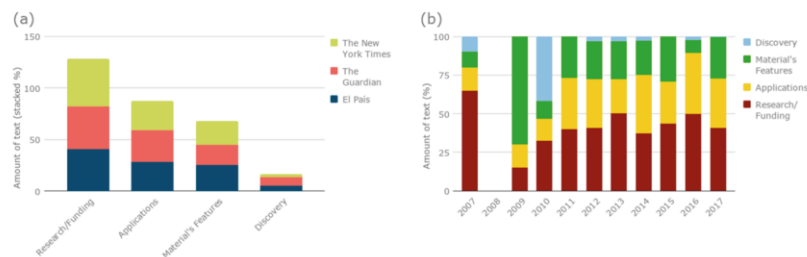 (a)
150
100
50
0
Amount of text (stacked %)
Research/Funding
Applications
Material's Features
Discovery
The New
York Times
The
Guardian
El Pais
(b)
100
75
50
25
0
Amount of text (%)
2007
2008
2009
2010
2011
2012
2013
2014
2015
2016
2017
Discovery
Material's
Features
Applications
Research/
Funding